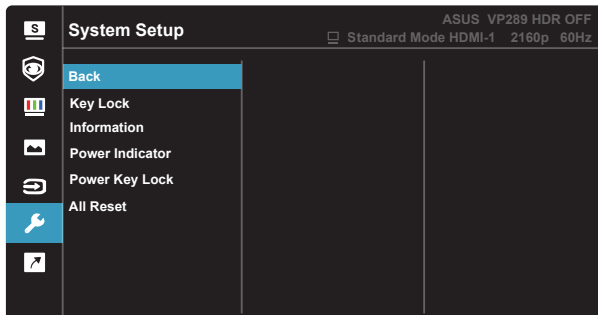 S
System Setup
ASUS VP289 HDR OFF
Standard Mode HDMI-1 2160p 60Hz
Back
Key Lock
Information
Power Indicator
Power Key Lock
All Reset